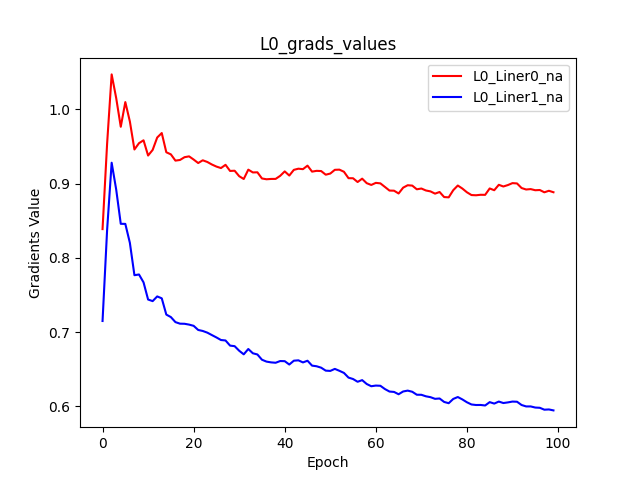 L0_grads_values
L0_Liner0_na
L0_Liner1_na
Gradients Value
1.0
0.9
0.8
0.7
0.6
0
20
40
60
80
100
Epoch